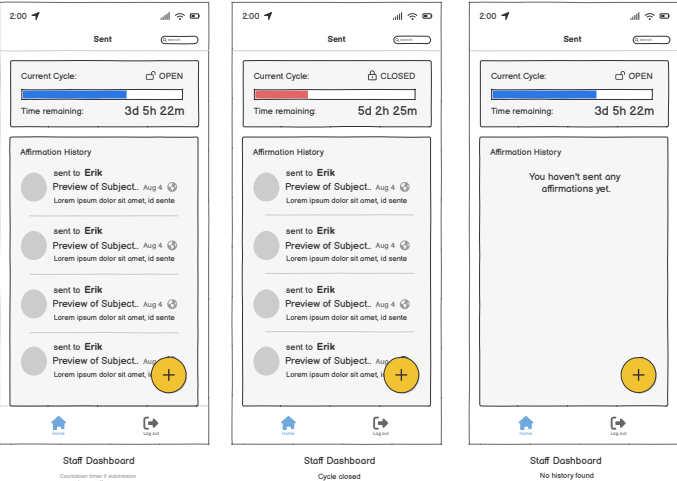 2:00
Sent
search
Current Cycle:
OPEN
Time remaining:
3d 5h 22m
Affirmation History
sent to Erik
Preview of Subject.. Aug 4
Lorem ipsum dolor sit amet, id sente
sent to Erik
Preview of Subject.. Aug 4
Lorem ipsum dolor sit amet, id sente
sent to Erik
Preview of Subject.. Aug 4
Lorem ipsum dolor sit amet, id sente
sent to Erik
Preview of Subject.. Aug
Lorem ipsum dolor sit amet, i
Home
Log out
Staff Dashboard
Countdown timer if submission
2:00
Sent
search
Current Cycle:
CLOSED
Time remaining:
5d 2h 25m
Affirmation History
sent to Erik
Preview of Subject.. Aug 4
Lorem ipsum dolor sit amet, id sente
sent to Erik
Preview of Subject.. Aug 4
Lorem ipsum dolor sit amet, id sente
sent to Erik
Preview of Subject.. Aug 4
Lorem ipsum dolor sit amet, id sente
sent to Erik
Preview of Subject.. Aug
Lorem ipsum dolor sit amet, i
Home
Log out
Staff Dashboard
Cycle closed
2:00
Sent
search
Current Cycle:
OPEN
Time remaining:
3d 5h 22m
Affirmation History
You haven't sent any
affirmations yet.
Home
Log out
Staff Dashboard
No history found